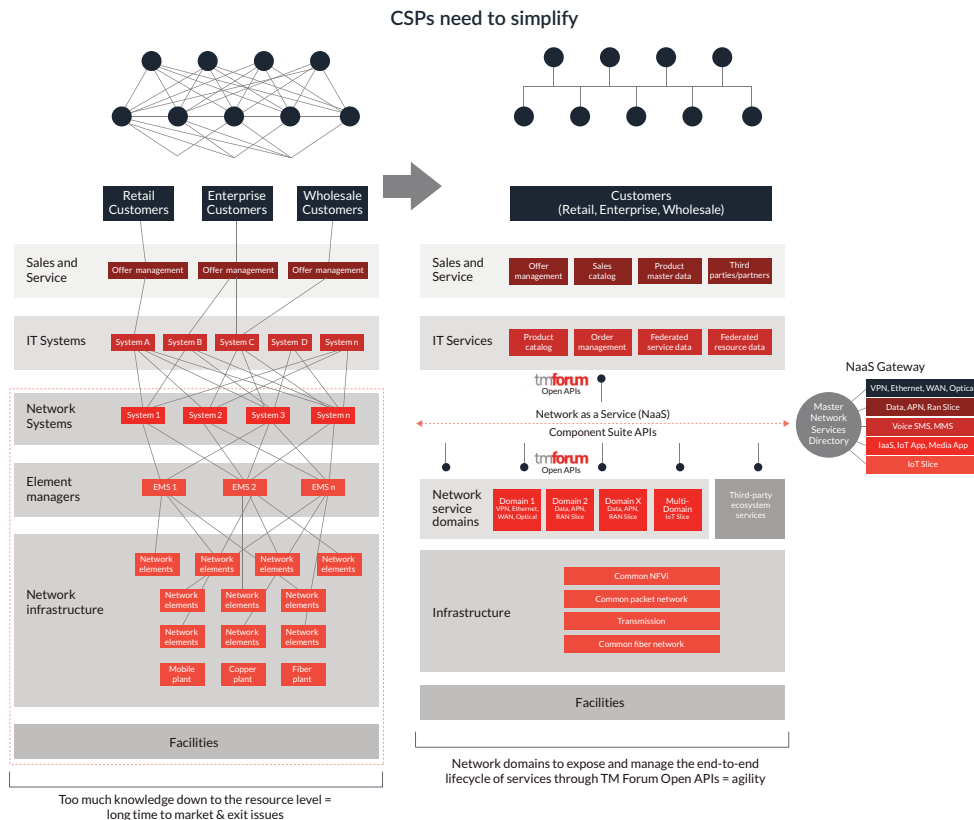 CSPs need to simplify
Retail
Customers
Enterprise
Customers
Wholesale
Customers
Sales and
Service
Offer management
Offer management
Offer management
IT Systems
System A
System B
System C
System D
System n
Network
Systems
System 1
System 2
System 3
System n
Element
managers
EMS 1
EMS 2
EMS n
Network
infrastructure
Network
elements
Network
elements
Network
elements
Network
elements
Network
elements
Network
elements
Network
elements
Network
elements
Network
elements
Network
elements
Mobile
plant
Copper
plant
Fiber
plant
Facilities
Too much knowledge down to the resource level =
long time to market & exit issues
Customers
(Retail, Enterprise, Wholesale)
Sales and
Service
Offer
management
Sales
catalog
Product
master data
Third
parties/partners
IT Services
Product
catalog
Order
management
Federated
service data
Federated
resource data
tmforum
Open APIs
Network as a Service (NaaS)
Component Suite APIs
tmforum
Open APIs
Network
service
domains
Domain 1
VPN, Ethernet,
WAN, Optical
Domain 2
Data, APN,
RAN Slice
Domain X
Data, APN,
RAN Slice
Multi-
Domain
IoT Slice
Third-party
ecosystem
services
Infrastructure
Common NFVi
Common packet network
Transmission
Common fiber network
Facilities
Network domains to expose and manage the end-to-end
lifecycle of services through TM Forum Open APIs = agility
NaaS Gateway
Master
Network
Services
Directory
VPN, Ethernet, WAN, Optica
Data, APN, Ran Slice
Voice SMS, MMS
IaaS, IoT App, Media App
IoT Slice